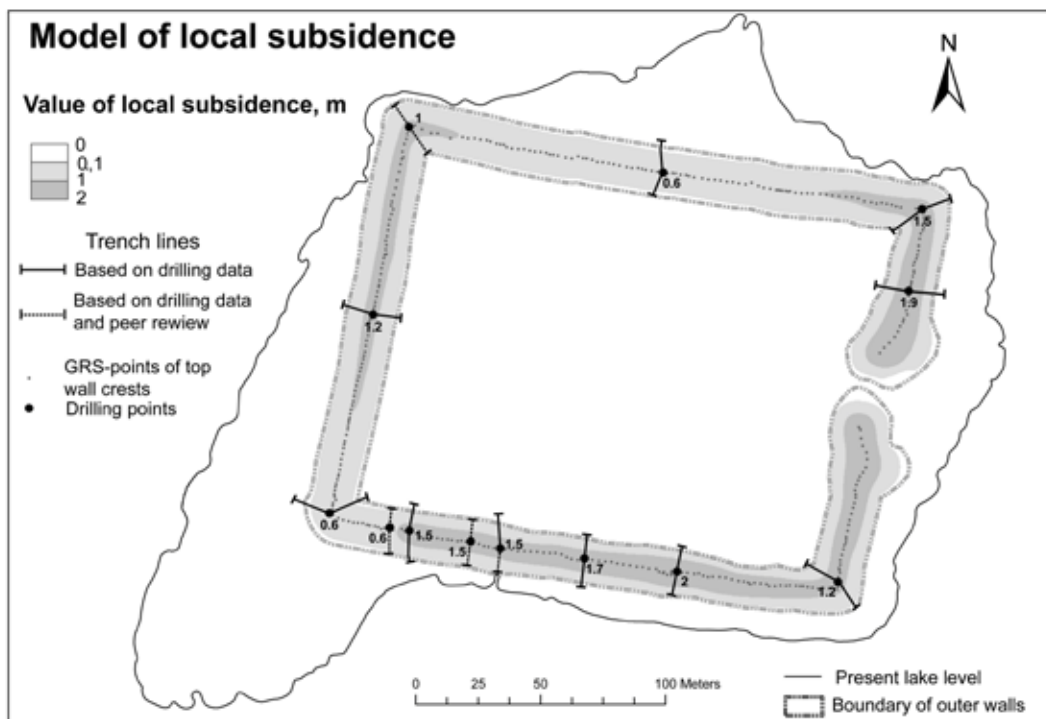 Model of local subsidence
N
Value of local subsidence, m
0
0,1
1
2
Trench lines
Based on drilling data
Based on drilling data
and peer rewiew
GRS-points of top
wall crests
Drilling points
1
0.6
1.5
1.9
1.2
0.6
0.6
1.5
1.5
1.5
1.7
2
1.2
0 25 50 100 Meters
Present lake level
Boundary of outer walls